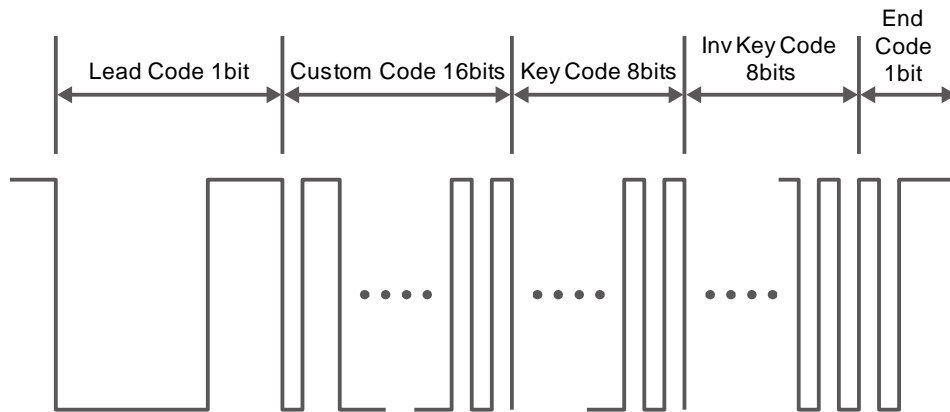 Lead Code 1bit
Custom Code 16bits
Key Code 8bits
Inv Key Code
8bits
End
Code
1bit